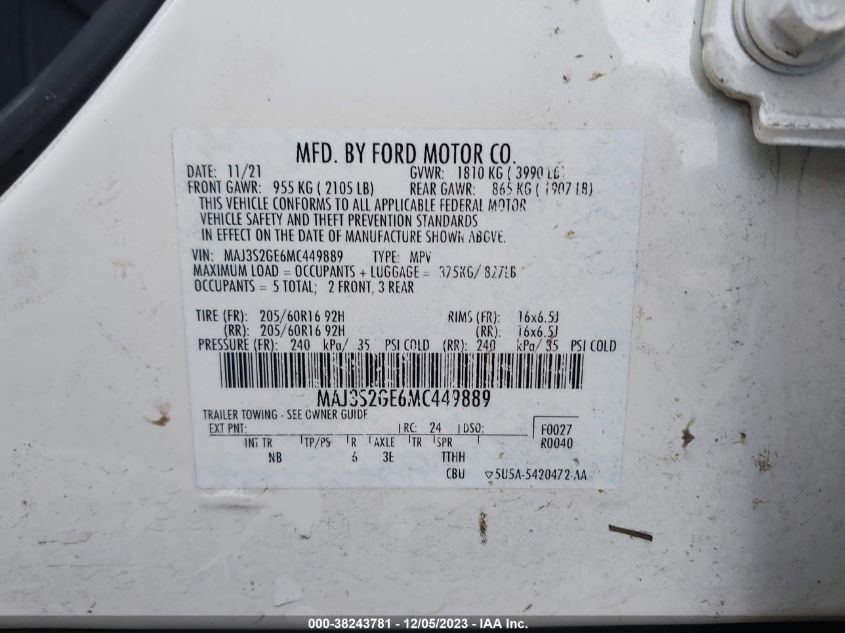 MFD. BY FORD MOTOR CO.
DATE: 11/21 GVWR: 1810 KG ( 3990 LB)
FRONT GAWR: 955 KG ( 2105 LB) REAR GAWR: 865 KG ( 1907 LB)
THIS VEHICLE CONFORMS TO ALL APPLICABLE FEDERAL MOTOR
VEHICLE SAFETY AND THEFT PREVENTION STANDARDS
IN EFFECT ON THE DATE OF MANUFACTURE SHOWN ABOVE.
VIN: MAJ3S2GE6MC449889 TYPE: MPV
MAXIMUM LOAD = OCCUPANTS + LUGGAGE = 375KG/ 827LB
OCCUPANTS = 5 TOTAL; 2 FRONT, 3 REAR
TIRE (FR): 205/60R16 92H RIMS (FR): 16x6.5J
(RR): 205/60R16 92H (RR): 16x6.5J
PRESSURE (FR): 240 kPa/ 35 PSI COLD (RR): 240 kPa/ 35 PSI COLD
MAJ3S2GE6MC449889
TRAILER TOWING - SEE OWNER GUIDE
EXT PNT: RC: 24 DSO: F0027
INT TR TP/PS R AXLE TR SPR R0040
NB 6 3E TTHH
CBU 5U5A-5420472-AA
000-38243781 - 12/05/2023 - IAA Inc.